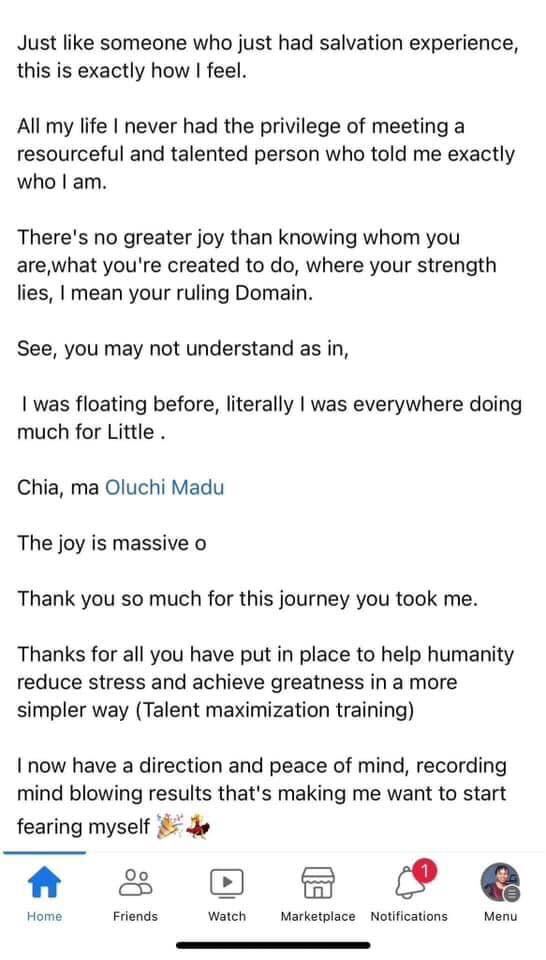 Just like someone who just had salvation experience,
this is exactly how I feel.
All my life I never had the privilege of meeting a
resourceful and talented person who told me exactly
who I am.
There's no greater joy than knowing whom you
are,what you're created to do, where your strength
lies, I mean your ruling Domain.
See, you may not understand as in,
I was floating before, literally I was everywhere doing
much for Little .
Chia, ma Oluchi Madu
The joy is massive o
Thank you so much for this journey you took me.
Thanks for all you have put in place to help humanity
reduce stress and achieve greatness in a more
simpler way (Talent maximization training)
I now have a direction and peace of mind, recording
mind blowing results that's making me want to start
fearing myself 🎉💃
1
Home Friends Watch Marketplace Notifications Menu